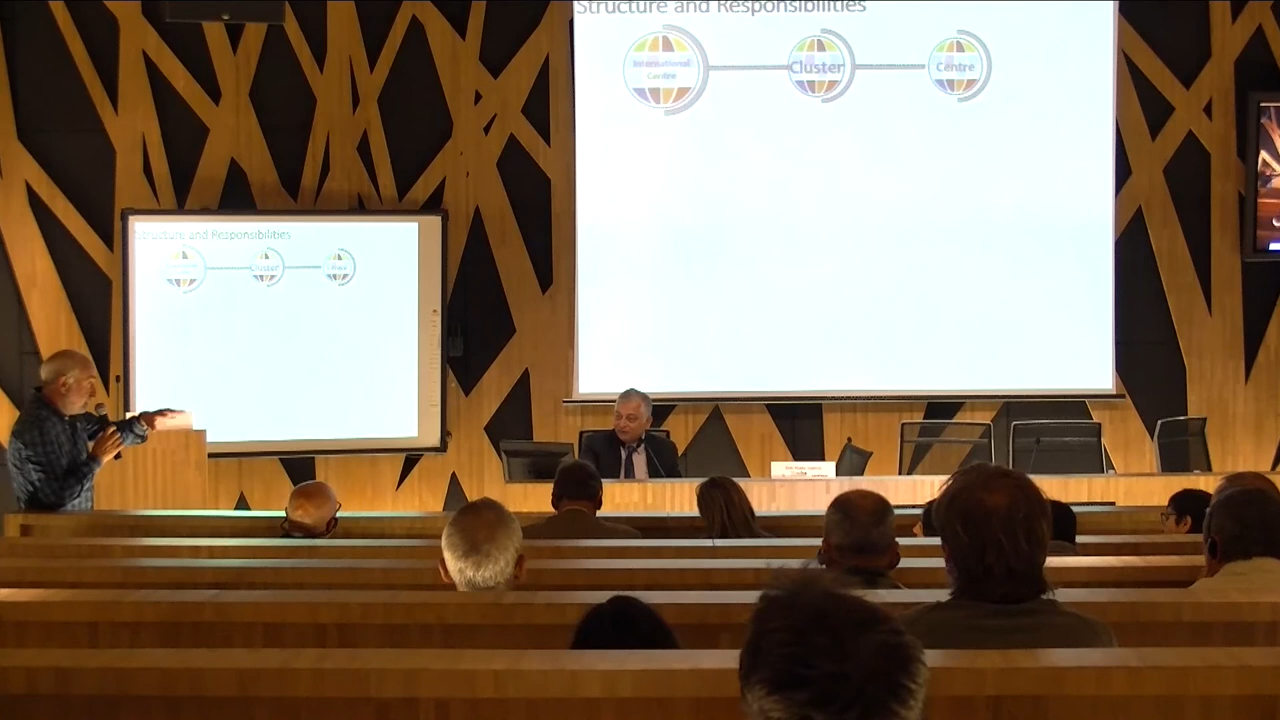 Structure and Responsibilities
International
Centre
Cluster
Centre
Structure and Responsibilities
Cluster